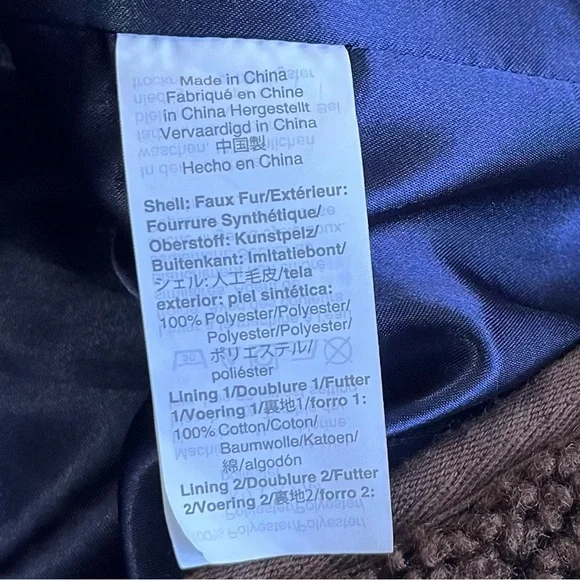 Made in China
Fabriqué en Chine
in China Hergestellt
Vervaardigd in China
中国製
Hecho en China
Shell: Faux Fur/Extérieur:
Fourrure Synthétique/
Oberstoff: Kunstpelz/
Buitenkant: Imitatiebont/
シェル: 人工毛皮/tela
exterior: piel sintética:
100% Polyester/Polyester/
Polyester/Polyester/
ポリエステル/
poliéster
Lining 1/Doublure 1/Futter
1/Voering 1/裏地1/forro 1:
100% Cotton/Coton/
Baumwolle/Katoen/
綿/algodón
Lining 2/Doublure 2/Futter
2/Voering 2/裏地2/forro 2: